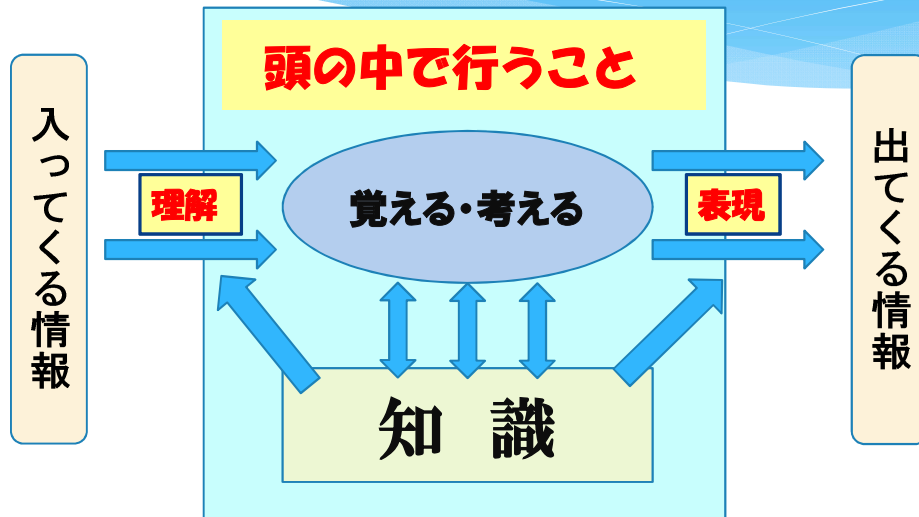 頭の中で行うこと
入ってくる情報
理解
覚える・考える
表現
出てくる情報
知 識